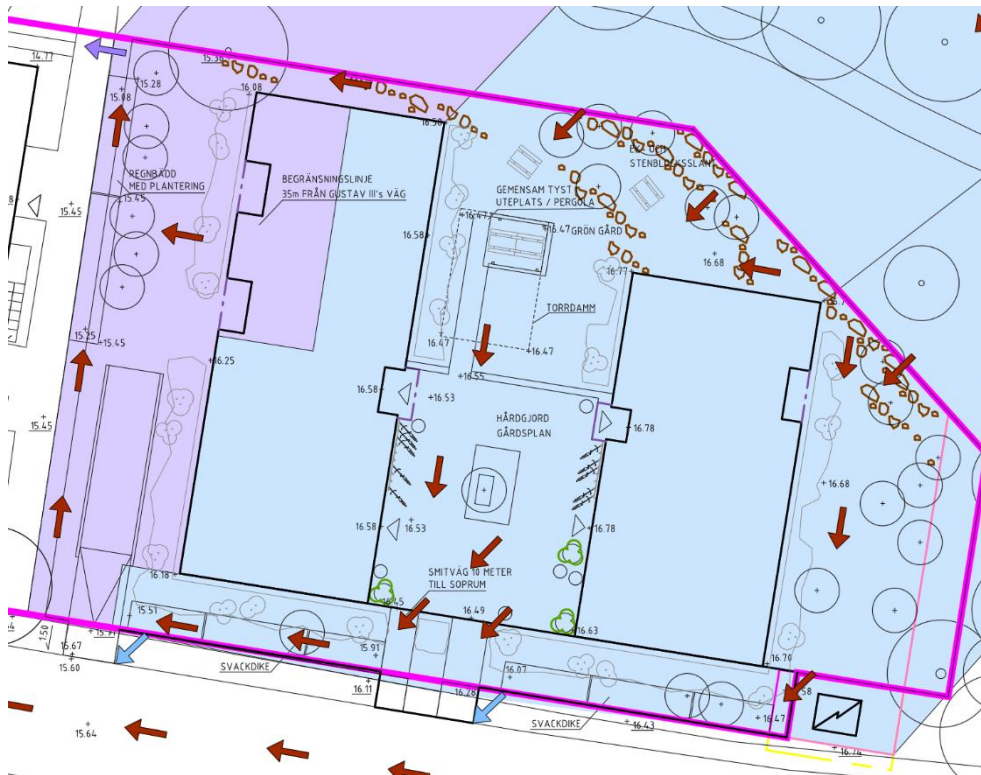 14.77
15.36
15.28
15.08
16.08
16.58
REGNBÄDD
MED PLANTERING
15.45
15.45
BEGRÄNSNINGSLINJE
35m FRÅN GUSTAV III's VÄG
STENBLOCKSSLÄNT
GEMENSAM TYST
UTEPLATS / PERGOLA
16.47
16.47
GRÖN GÅRD
16.58
16.68
16.77
TORRDAMM
15.25
15.45
16.47
16.47
16.25
16.55
16.58
16.53
15.45
HÅRDGJORD
GÅRDSPLAN
16.78
16.68
16.58
16.53
16.78
16.18
SMITVÄG 10 METER
TILL SOPRUM
16.45
16.49
15.51
16.63
1.50
16.67
15.60
SVACKDIKE
15.91
16.07
16.70
16.11
16.28
SVACKDIKE
16.47
16.43
15.64
16.74